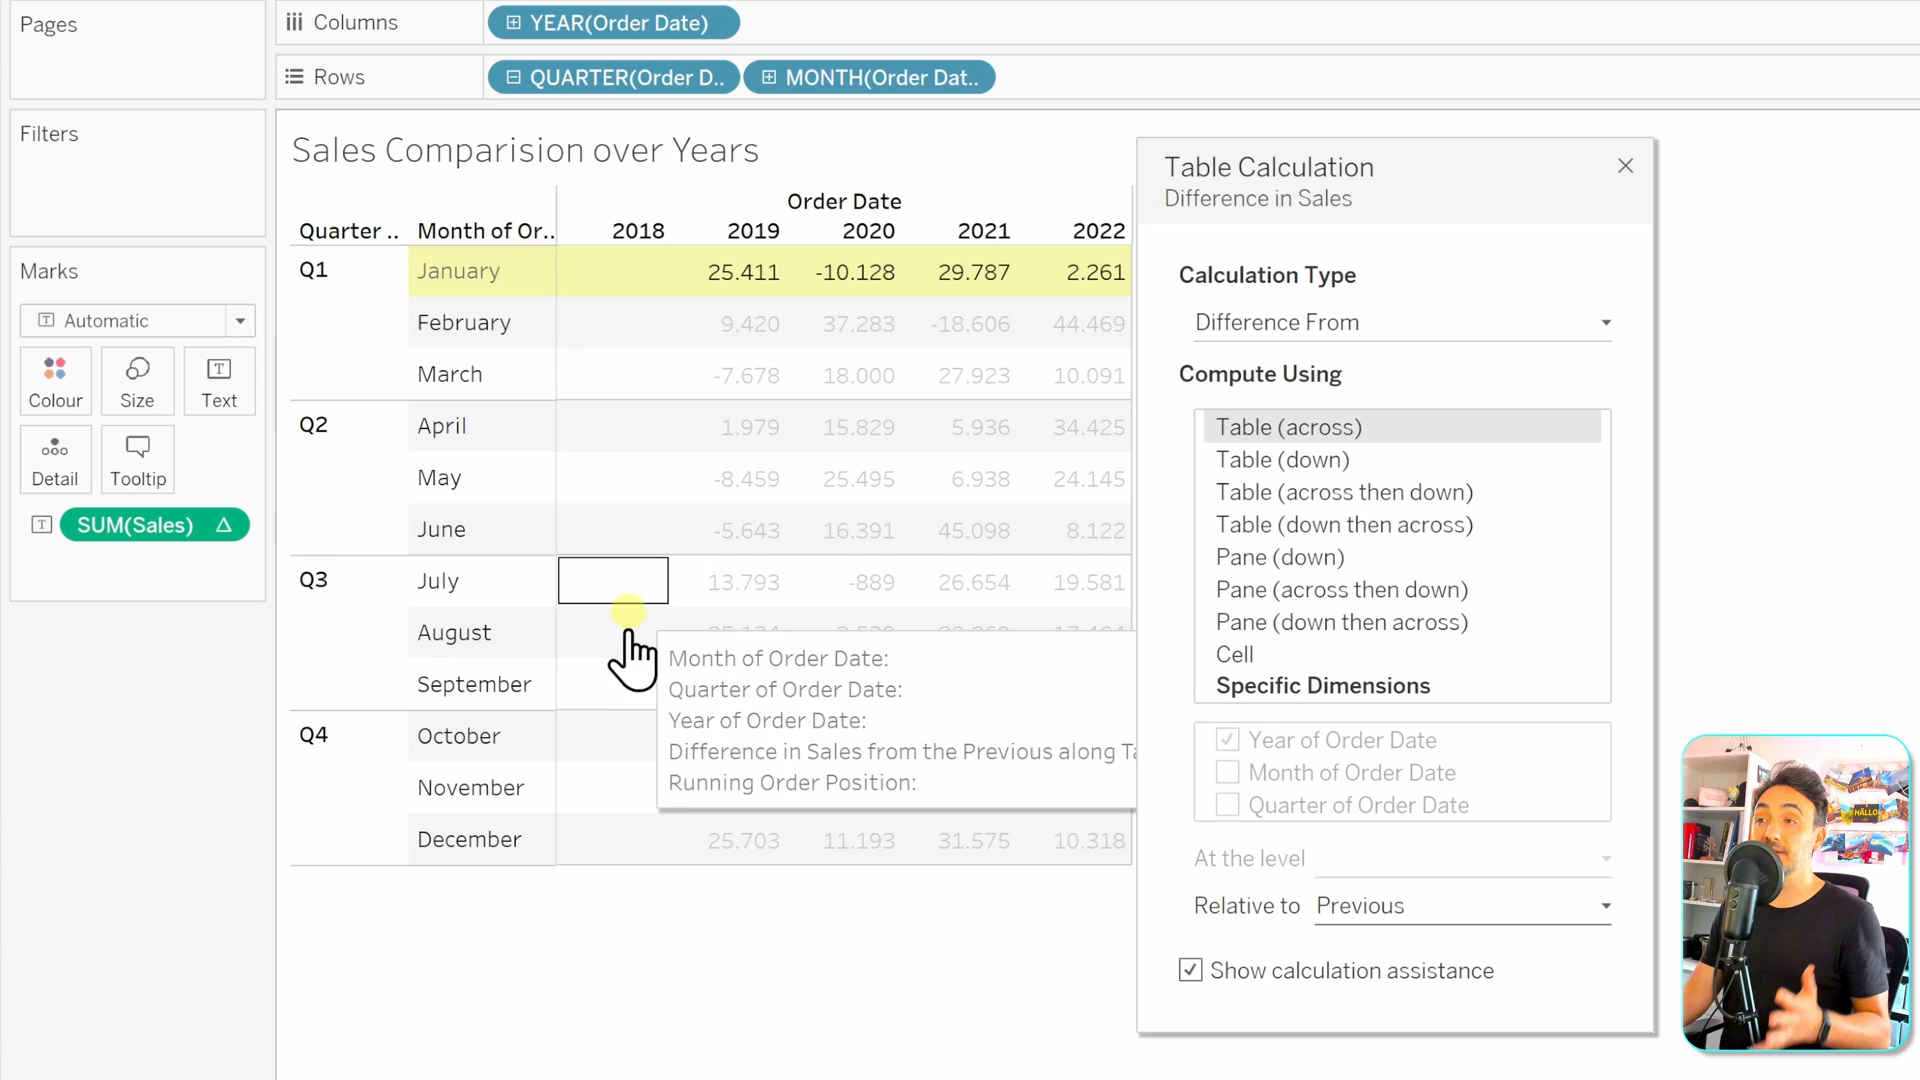 Pages
Columns
YEAR(Order Date)
Rows
QUARTER(Order D..
MONTH(Order Dat..
Filters
Marks
Automatic
Colour
Size
Text
Detail
Tooltip
SUM(Sales)
Sales Comparision over Years
Order Date
Quarter .. Month of Or.. 2018 2019 2020 2021 2022
Q1 January 25.411 -10.128 29.787 2.261
February 9.420 37.283 -18.606 44.469
March -7.678 18.000 27.923 10.091
Q2 April 1.979 15.829 5.936 34.425
May -8.459 25.495 6.938 24.145
June -5.643 16.391 45.098 8.122
Q3 July 13.793 -889 26.654 19.581
August
September
Q4 October
November
December 25.703 11.193 31.575 10.318
Month of Order Date:
Quarter of Order Date:
Year of Order Date:
Difference in Sales from the Previous along Ta
Running Order Position:
Table Calculation
Difference in Sales
Calculation Type
Difference From
Compute Using
Table (across)
Table (down)
Table (across then down)
Table (down then across)
Pane (down)
Pane (across then down)
Pane (down then across)
Cell
Specific Dimensions
Year of Order Date
Month of Order Date
Quarter of Order Date
At the level
Relative to Previous
Show calculation assistance
HALLO